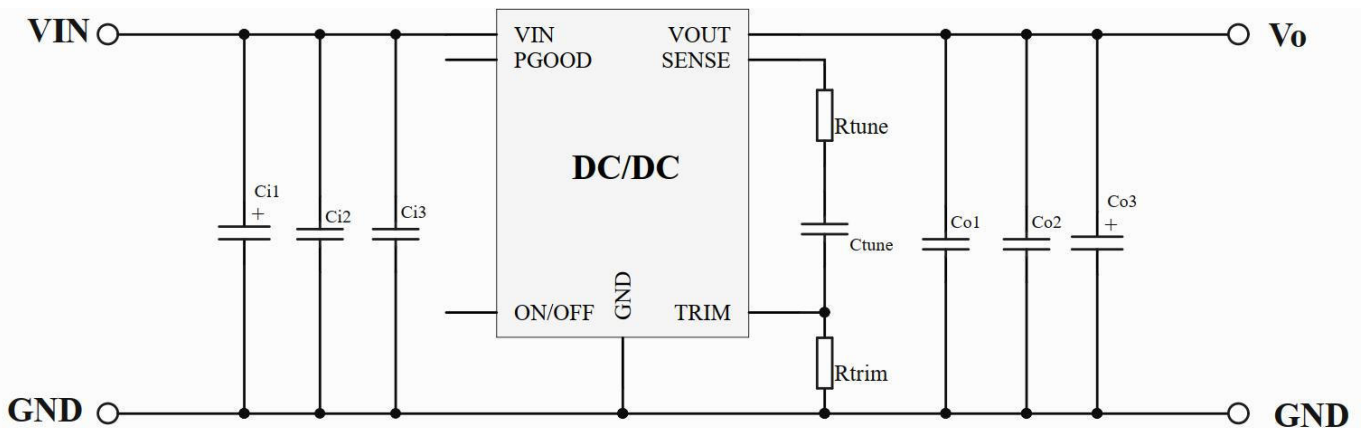 VIN
VIN
VOUT
Vo
PGOOD
SENSE
Rtune
DC/DC
Ci1
+
Ci2
Ci3
Ctune
Co1
Co2
Co3
+
GND
ON/OFF
TRIM
Rtrim
GND
GND